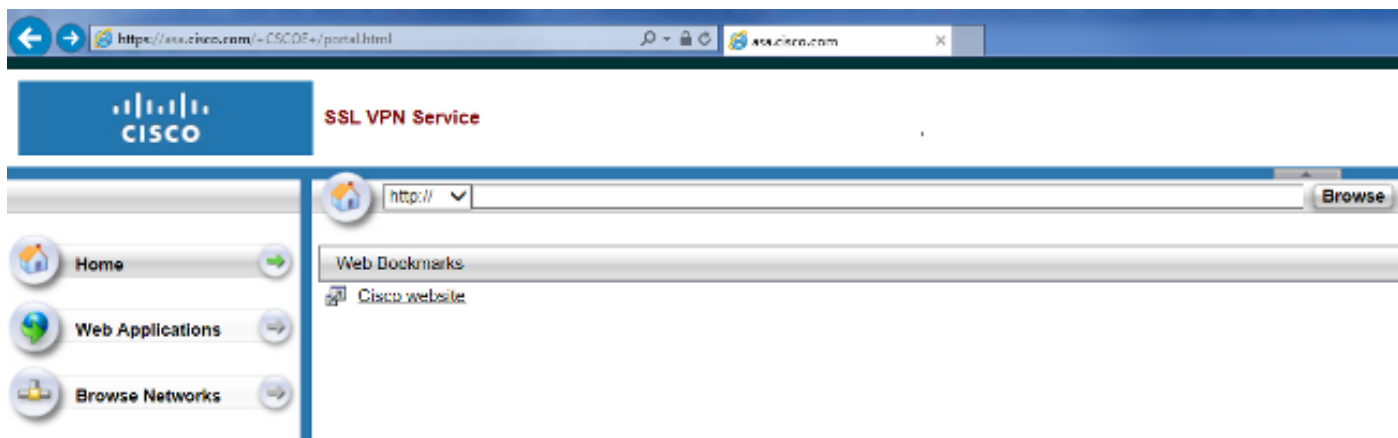 https://asa.cisco.com/+CSCOE+/portal.html
asa.cisco.com
CISCO
SSL VPN Service
http://
Browse
Home
Web Bookmarks
Cisco website
Web Applications
Browse Networks